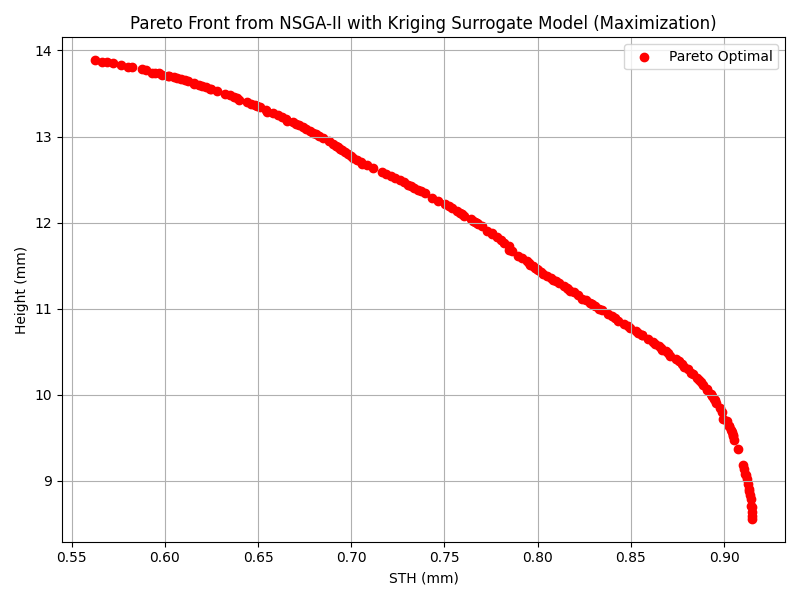 Pareto Front from NSGA-II with Kriging Surrogate Model (Maximization)
Pareto Optimal
14
13
12
11
10
9
Height (mm)
0.55 0.60 0.65 0.70 0.75 0.80 0.85 0.90
STH (mm)